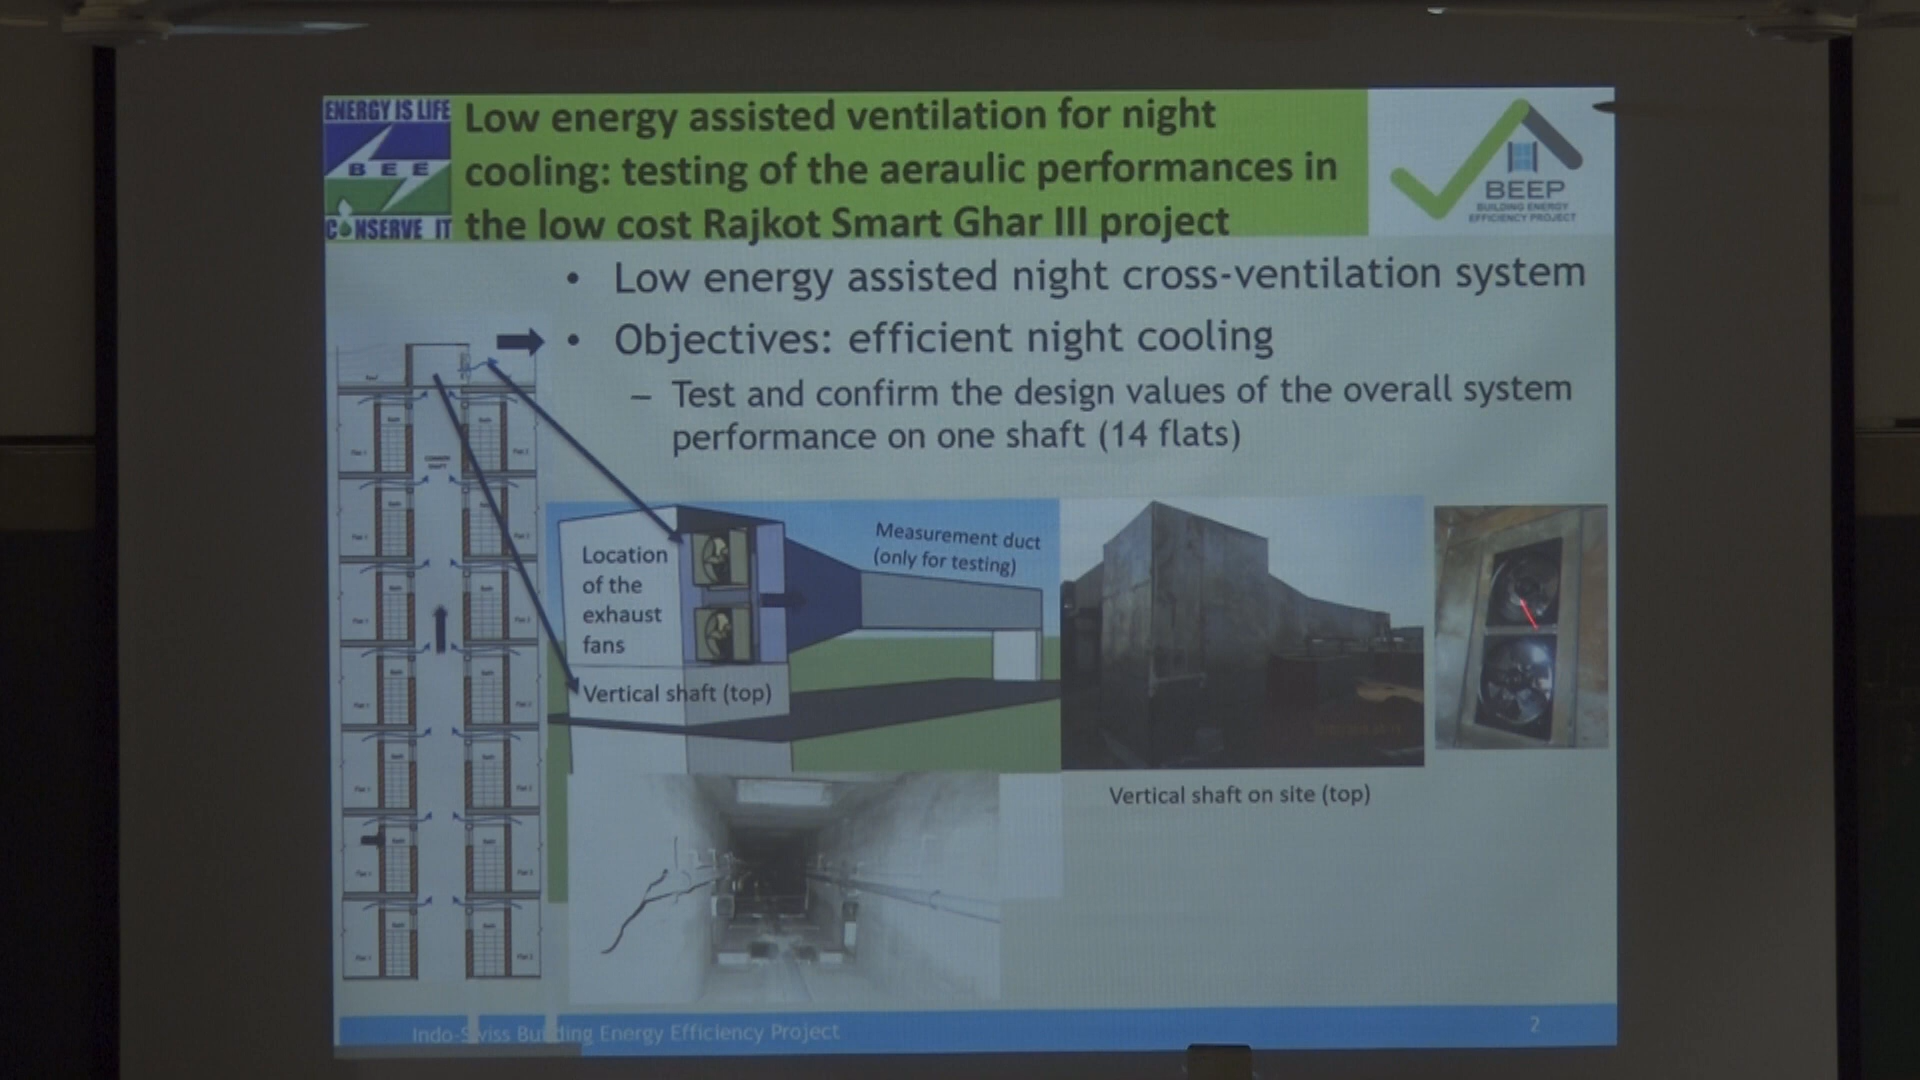 ENERGY IS LIFE
BEE
CONSERVE IT
Low energy assisted ventilation for night
cooling: testing of the aeraulic performances in
the low cost Rajkot Smart Ghar III project
BEEP
BUILDING ENERGY
EFFICIENCY PROJECT
• Low energy assisted night cross-ventilation system
• Objectives: efficient night cooling
– Test and confirm the design values of the overall system
performance on one shaft (14 flats)
COMMON
SHAFT
Location
of the
exhaust
fans
Measurement duct
(only for testing)
Vertical shaft (top)
Vertical shaft on site (top)
Indo-Swiss Building Energy Efficiency Project
2